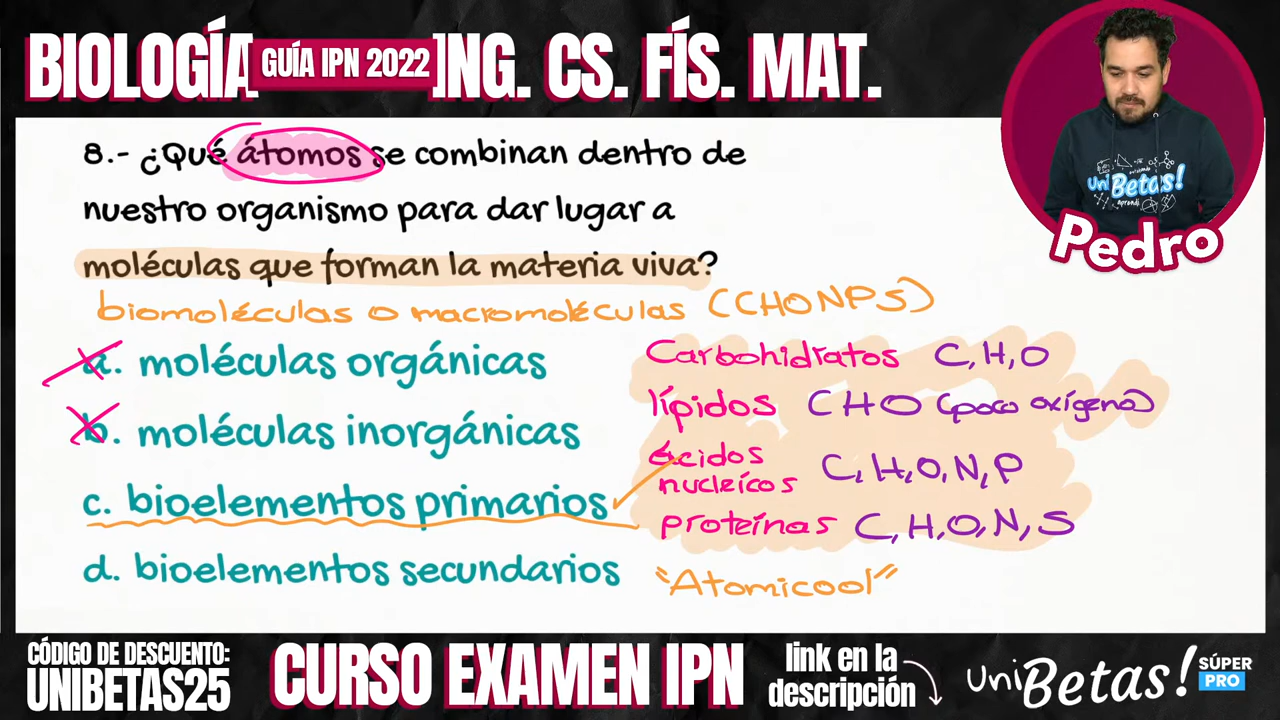 BIOLOGÍA[GUÍA IPN 2022]ING. CS. FÍS. MAT.
8.- ¿Qué átomos se combinan dentro de
nuestro organismo para dar lugar a
moléculas que forman la materia viva?
biomoléculas o macromoléculas (CHONPS)
a. moléculas orgánicas
b. moléculas inorgánicas
c. bioelementos primarios
d. bioelementos secundarios
Carbohidratos C, H, O
lípidos CHO (poco oxígeno)
ácidos
nucleícos C, H, O, N, P
proteínas C, H, O, N, S
"Atomicool"
uniBetas!
aprendí
Pedro
CÓDIGO DE DESCUENTO:
UNIBETAS25
CURSO EXAMEN IPN
link en la
descripción
uniBetas! SÚPER
PRO